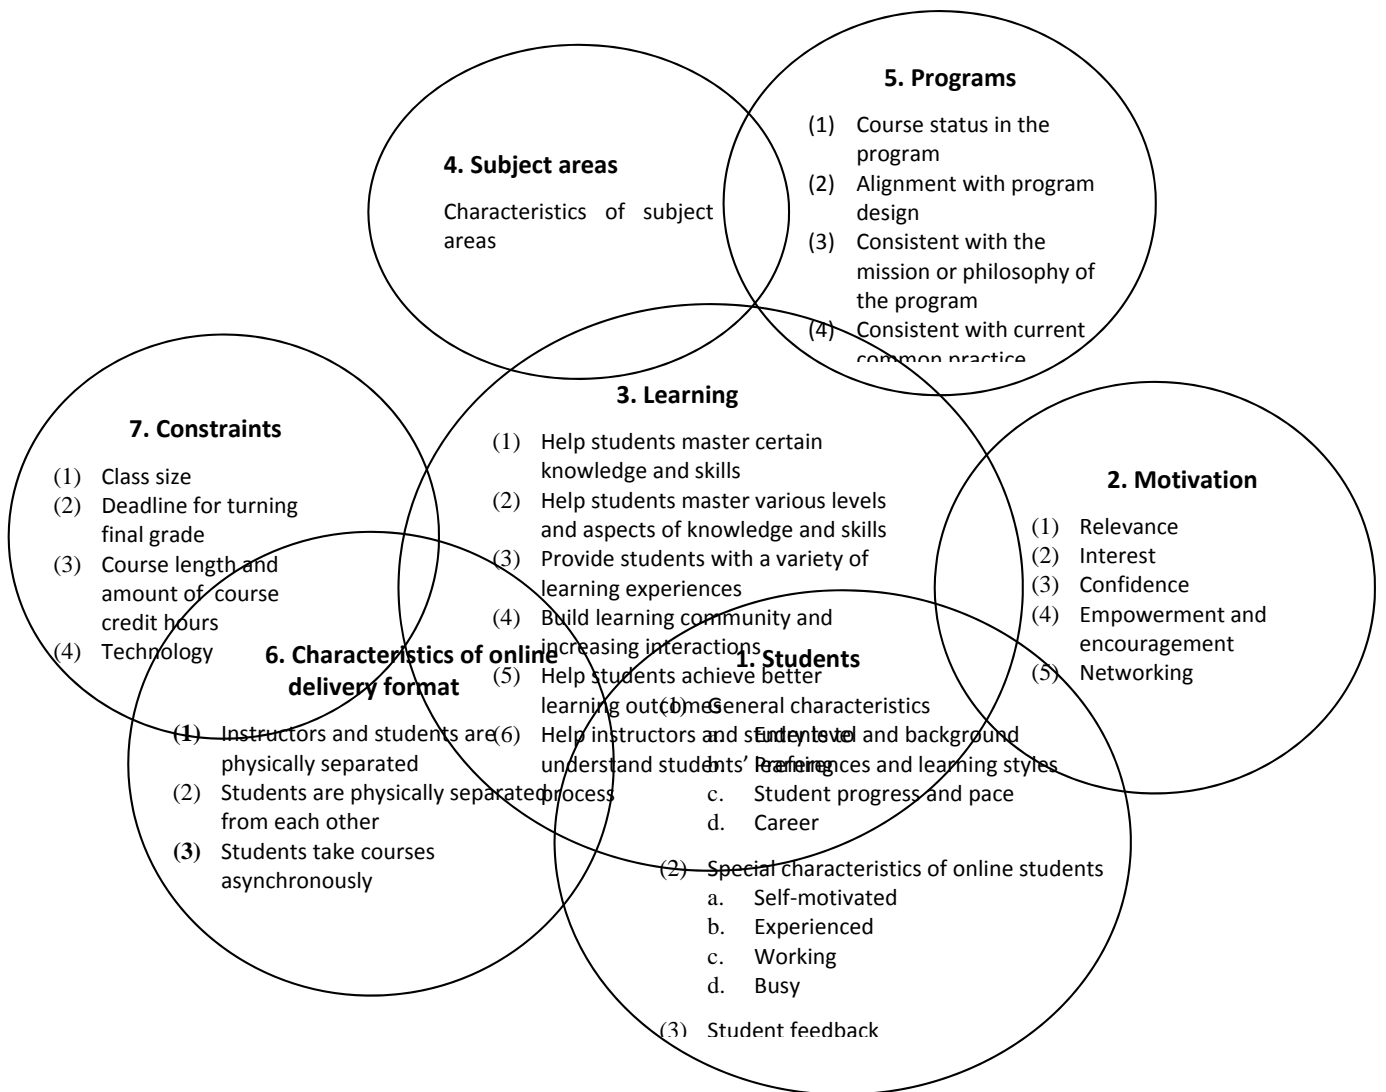 5. Programs
(1) Course status in the
program
(2) Alignment with program
design
(3) Consistent with the
mission or philosophy of
the program
(4) Consistent with current
common practice
4. Subject areas
Characteristics of subject
areas
3. Learning
(1) Help students master certain
knowledge and skills
(2) Help students master various levels
and aspects of knowledge and skills
(3) Provide students with a variety of
learning experiences
(4) Build learning community and
increasing interactions
(5) Help students achieve better
learning outcomes
(6) Help instructors and students to
understand students’ learning
process
7. Constraints
(1) Class size
(2) Deadline for turning
final grade
(3) Course length and
amount of course
credit hours
(4) Technology
2. Motivation
(1) Relevance
(2) Interest
(3) Confidence
(4) Empowerment and
encouragement
(5) Networking
6. Characteristics of online
delivery format
(1) Instructors and students are
physically separated
(2) Students are physically separated
from each other
(3) Students take courses
asynchronously
1. Students
(1) General characteristics
a. Entry level and background
b. Preferences and learning styles
c. Student progress and pace
d. Career
(2) Special characteristics of online students
a. Self-motivated
b. Experienced
c. Working
d. Busy
(3) Student feedback